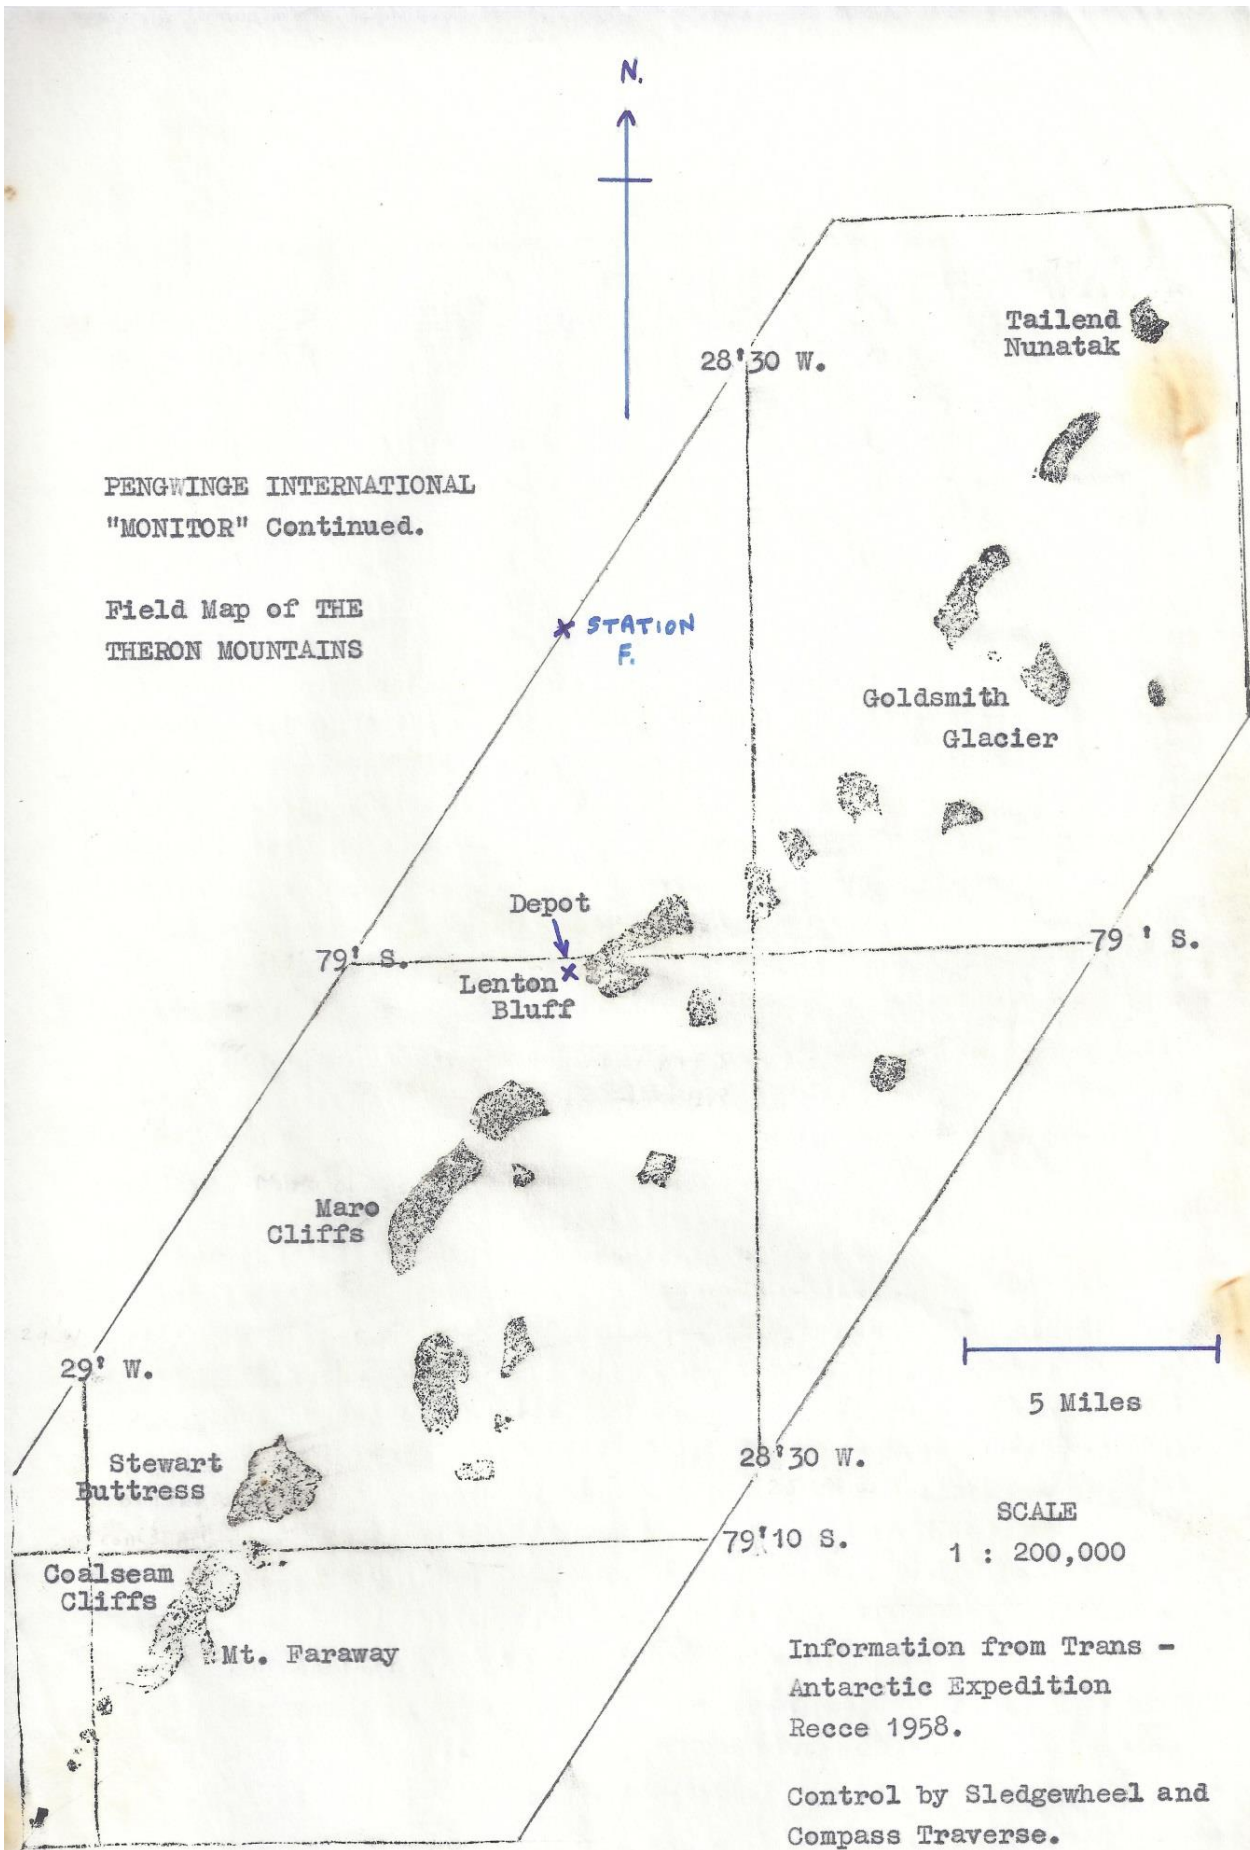 N.
Tailend
Nunatak
28'30 W.
PENGWINGE INTERNATIONAL
"MONITOR" Continued.
Field Map of THE
THERON MOUNTAINS
STATION
F.
Goldsmith
Glacier
Depot
79' S.
79 ' S.
Lenton
Bluff
Maro
Cliffs
29' W.
5 Miles
Stewart
Buttress
28'30 W.
79'10 S.
SCALE
1 : 200,000
Coalseam
Cliffs
Mt. Faraway
Information from Trans -
Antarctic Expedition
Recce 1958.
Control by Sledgewheel and
Compass Traverse.